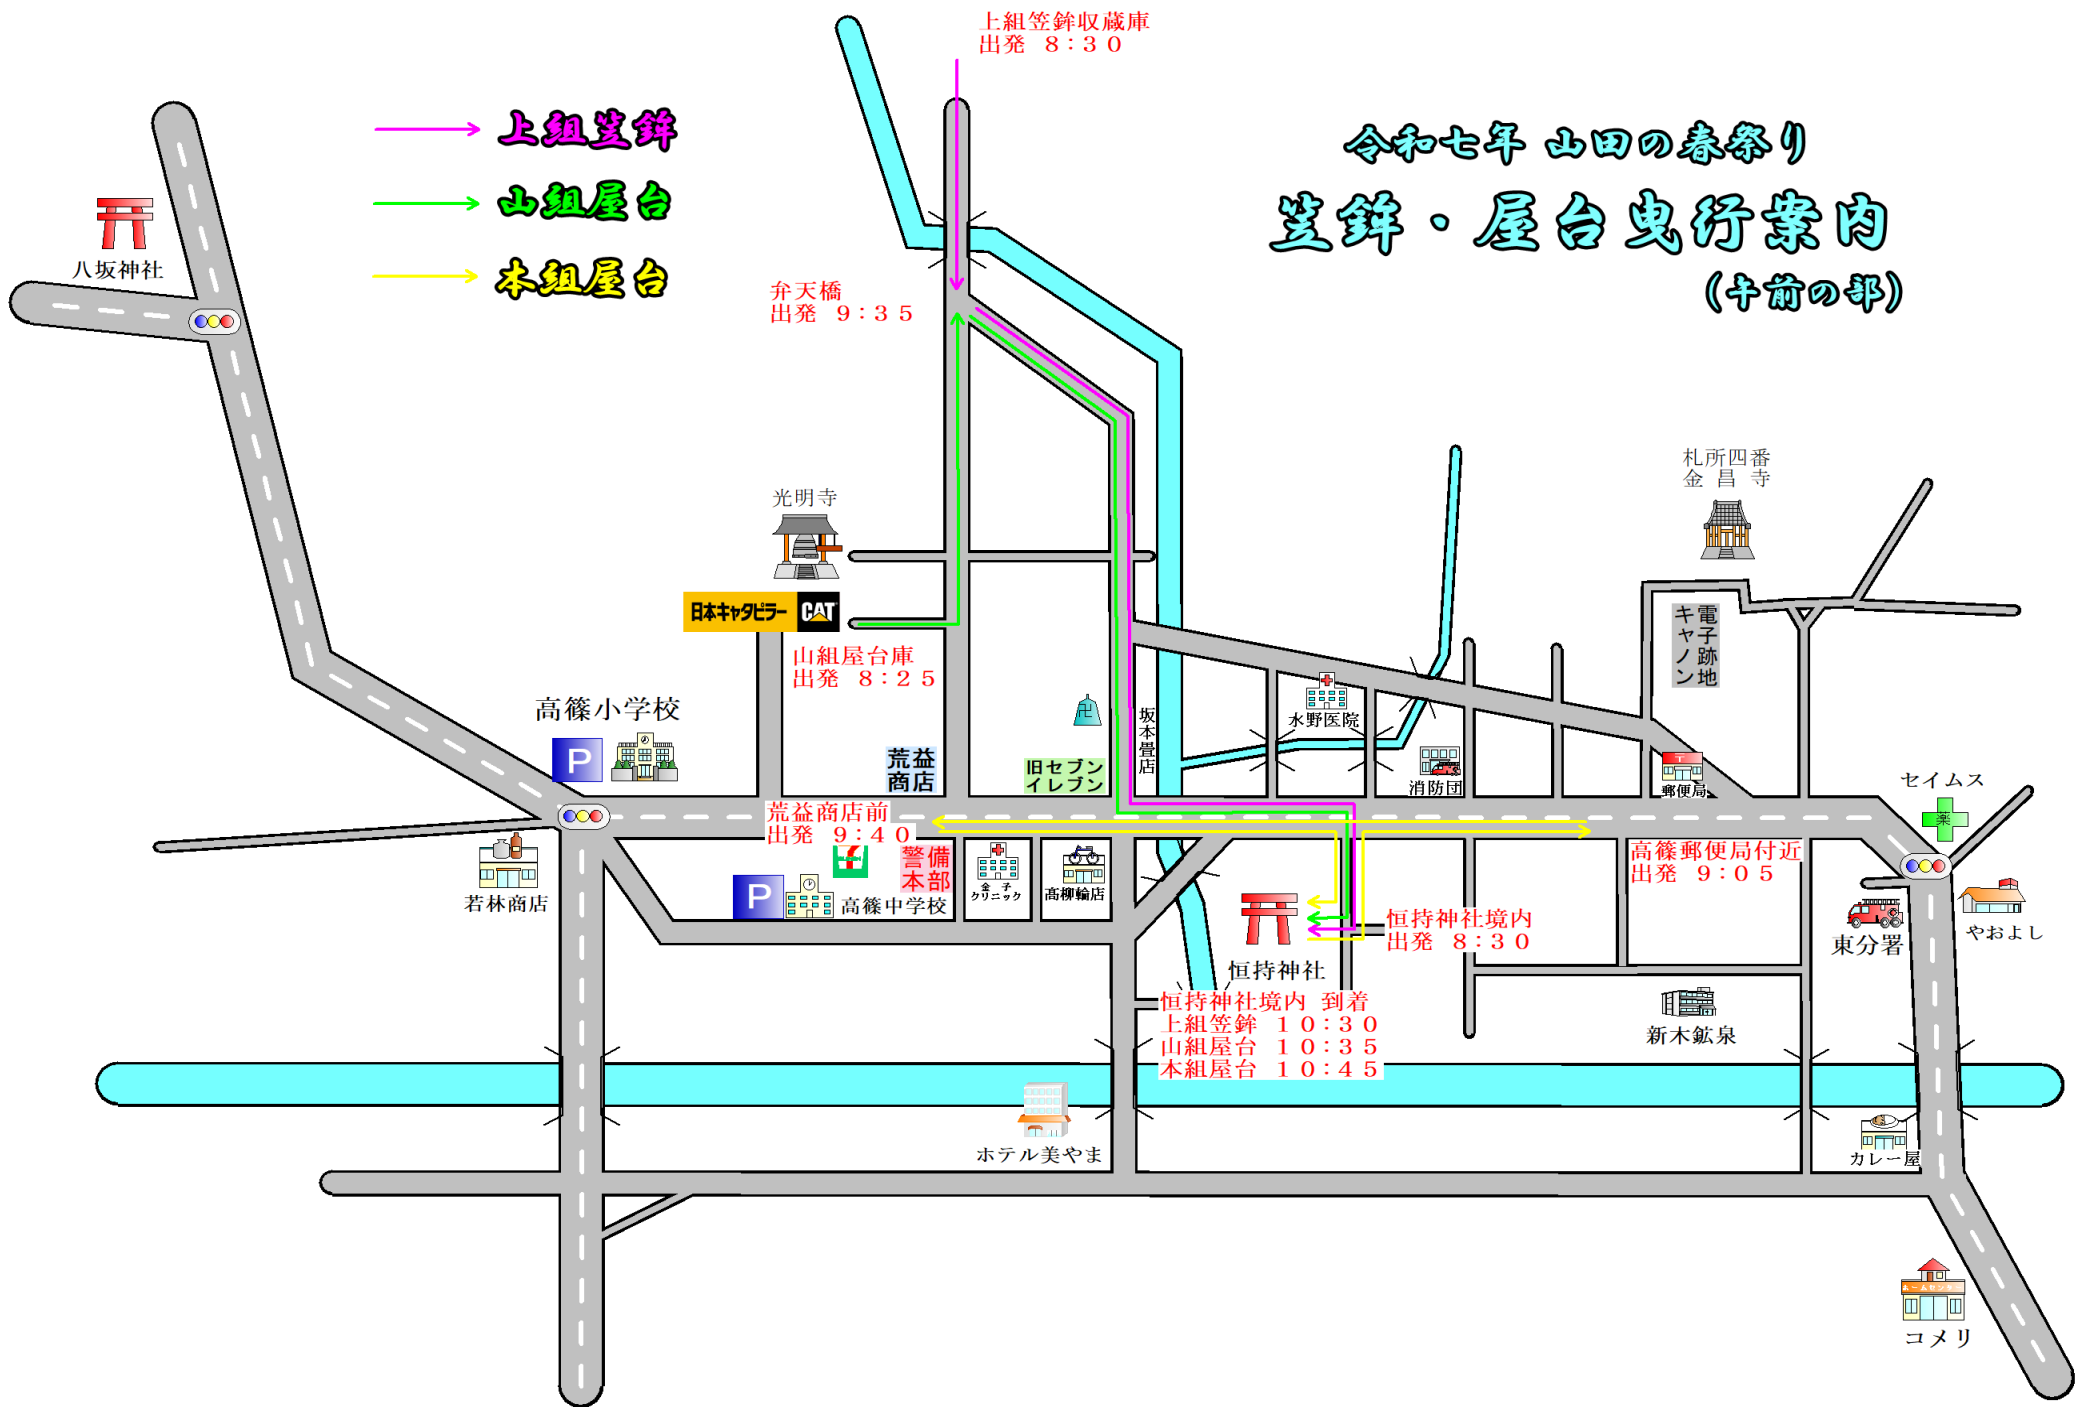 上組笠鉾収蔵庫
出発 8:30
上組笠鉾
山組屋台
本組屋台
令和七年 山田の春祭り
笠鉾・屋台曳行案内
(午前の部)
八坂神社
弁天橋
出発 9:35
光明寺
札所四番
金昌寺
日本キャタピラー CAT
山組屋台庫
出発 8:25
キャノン
電子跡地
高篠小学校
P
荒益
商店
旧セブン
イレブン
卍
坂本畳店
水野医院
消防団
〒
郵便局
セイムス
薬
荒益商店前
出発 9:40
7
警備
本部
金子
クリニック
髙柳輪店
高篠郵便局付近
出発 9:05
若林商店
P
高篠中学校
恒持神社境内
出発 8:30
東分署
やおよし
恒持神社
恒持神社境内 到着
上組笠鉾 10:30
山組屋台 10:35
本組屋台 10:45
新木鉱泉
ホテル美やま
カレー屋
ホームセンター
コメリ